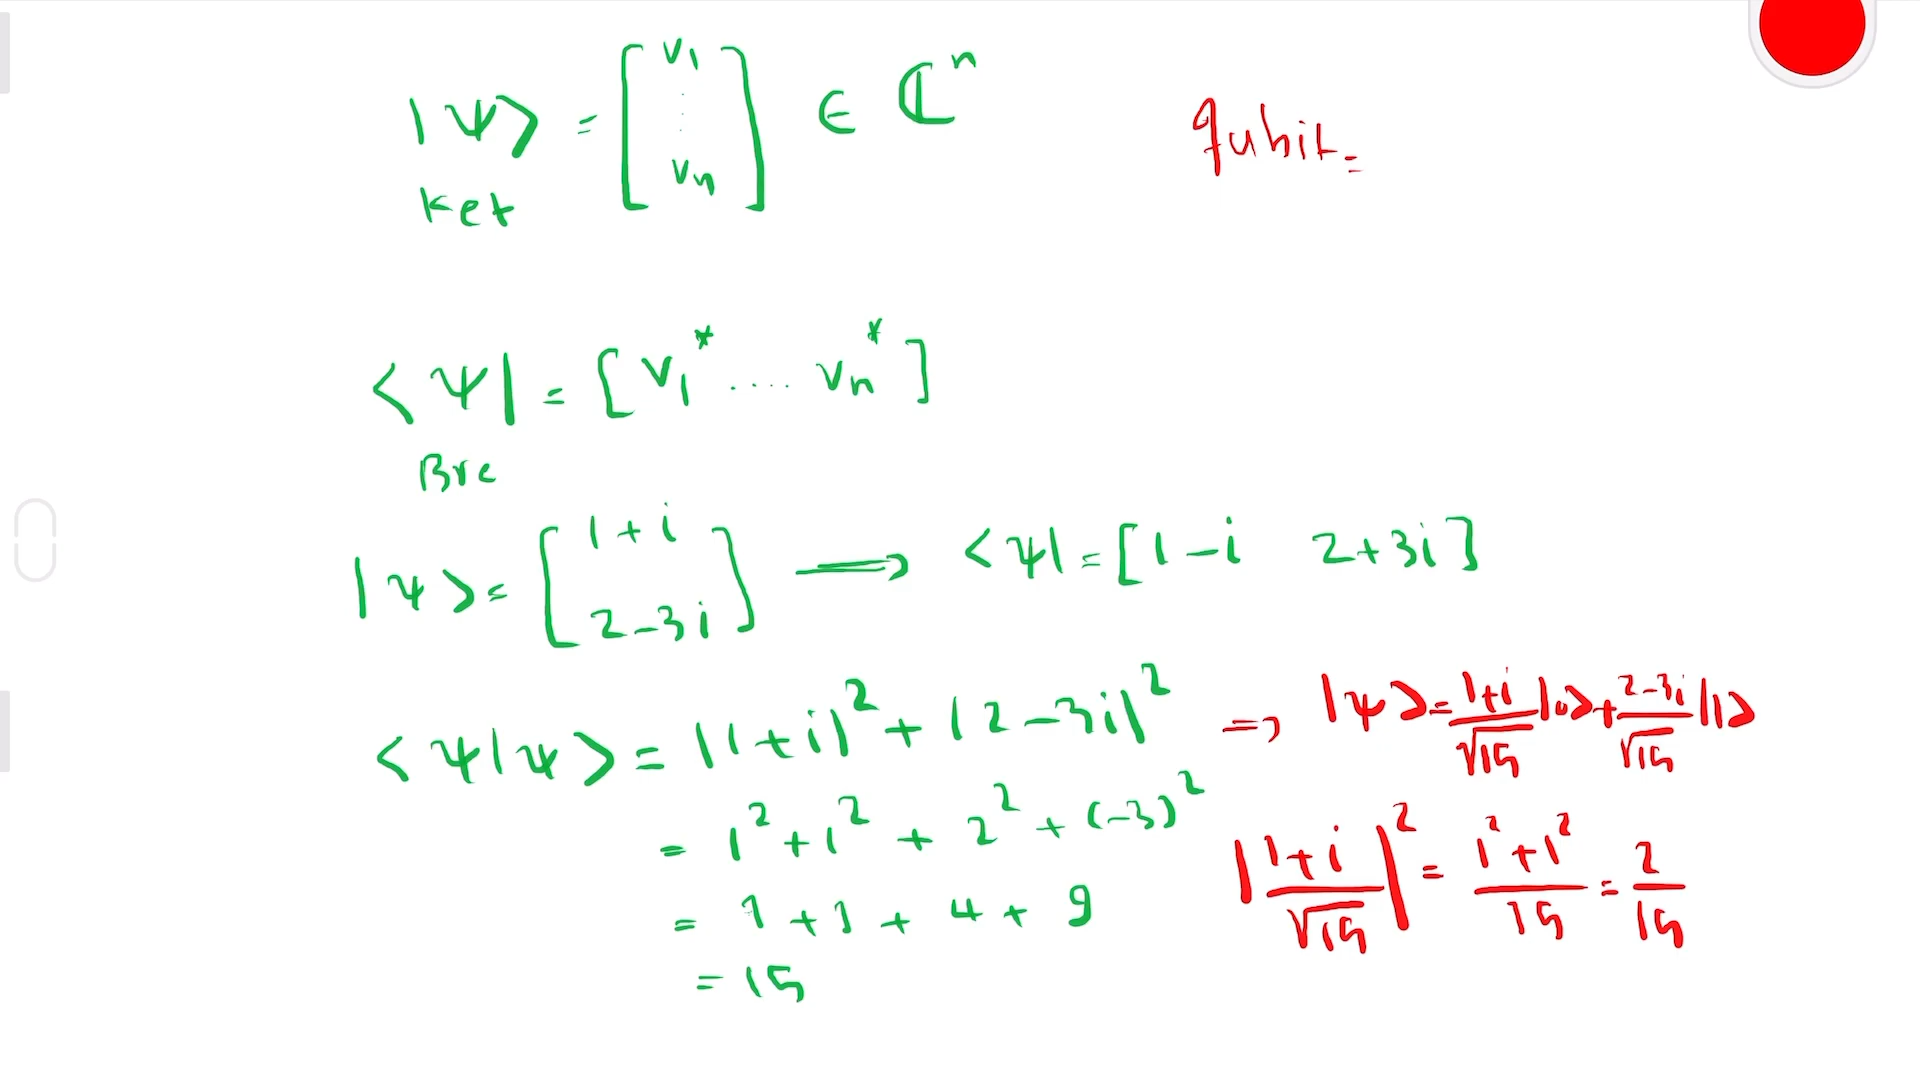 |ψ> = [v1 ⋮ vn] ∈ ℂ^n
ket
qubit =
<ψ| = [v1* .... vn*]
Bra
|ψ> = [1+i 2-3i] ⟹ <ψ| = [1-i 2+3i]
<ψ|ψ> = |1+i|² + |2-3i|² ⇒ |ψ> = (1+i)/√15 |0> + (2-3i)/√15 |1>
= 1² + 1² + 2² + (-3)²
= 1 + 1 + 4 + 9
= 15
|(1+i)/√15|² = (1²+1²)/15 = 2/15